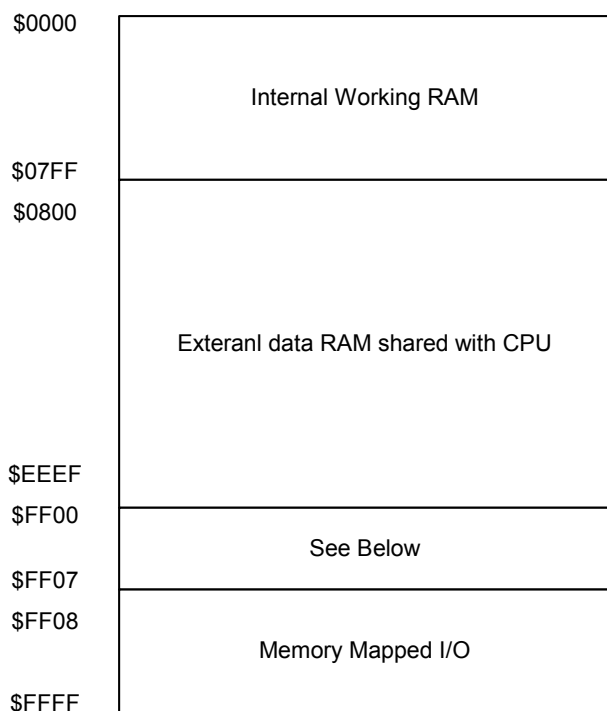 $0000
Internal Working RAM
$07FF
$0800
Exteranl data RAM shared with CPU
$EEEF
$FF00
See Below
$FF07
$FF08
Memory Mapped I/O
$FFFF